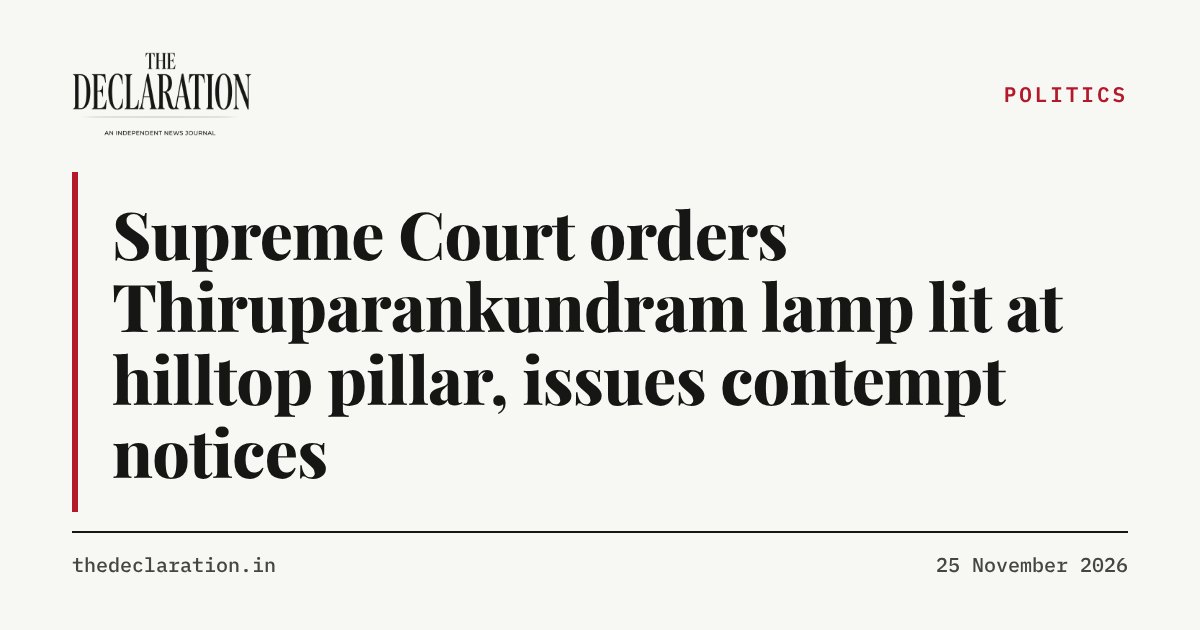 THE
DECLARATION
AN INDEPENDENT NEWS JOURNAL
POLITICS
Supreme Court orders
Thiruparankundram lamp lit at
hilltop pillar, issues contempt
notices
thedeclaration.in
25 November 2026